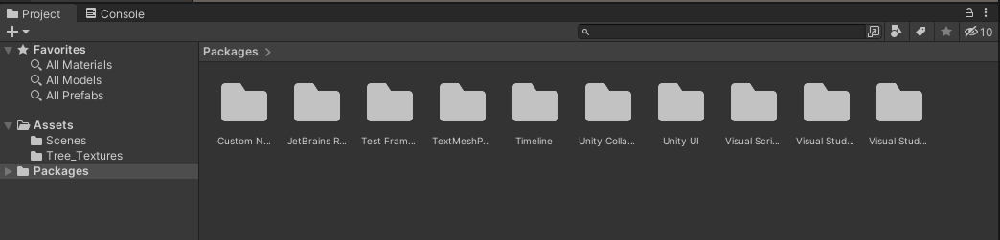 Project
Console
10
Favorites
All Materials
All Models
All Prefabs
Assets
Scenes
Tree_Textures
Packages
Packages >
Custom N...
JetBrains R...
Test Fram...
TextMeshP...
Timeline
Unity Colla...
Unity UI
Visual Scri...
Visual Stud...
Visual Stud...